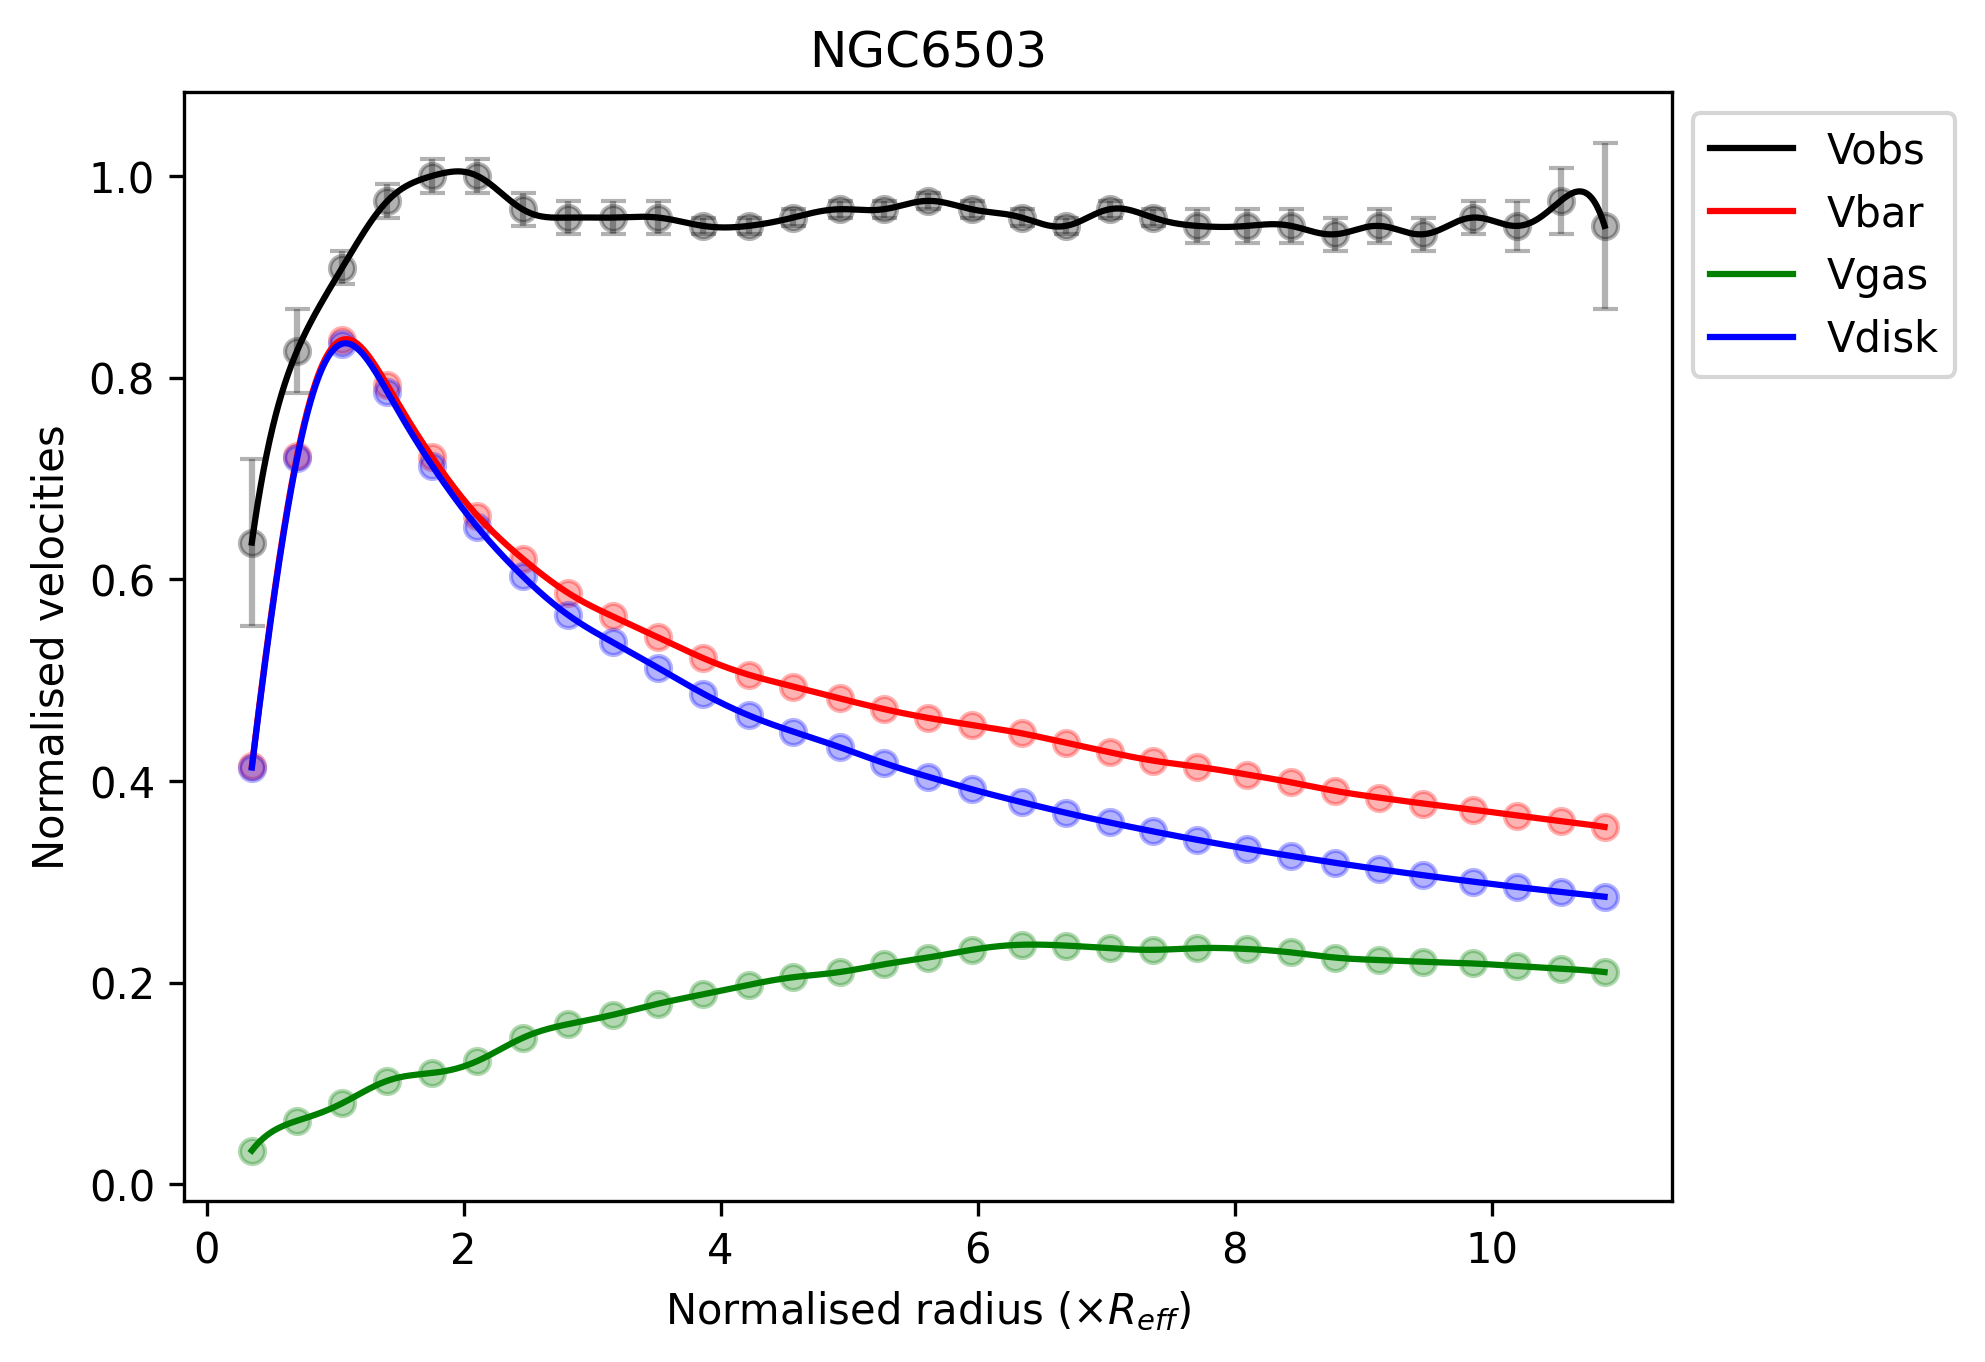 NGC6503
Vobs
Vbar
Vgas
Vdisk
Normalised velocities
1.0
0.8
0.6
0.4
0.2
0.0
0 2 4 6 8 10
Normalised radius (×R_eff)